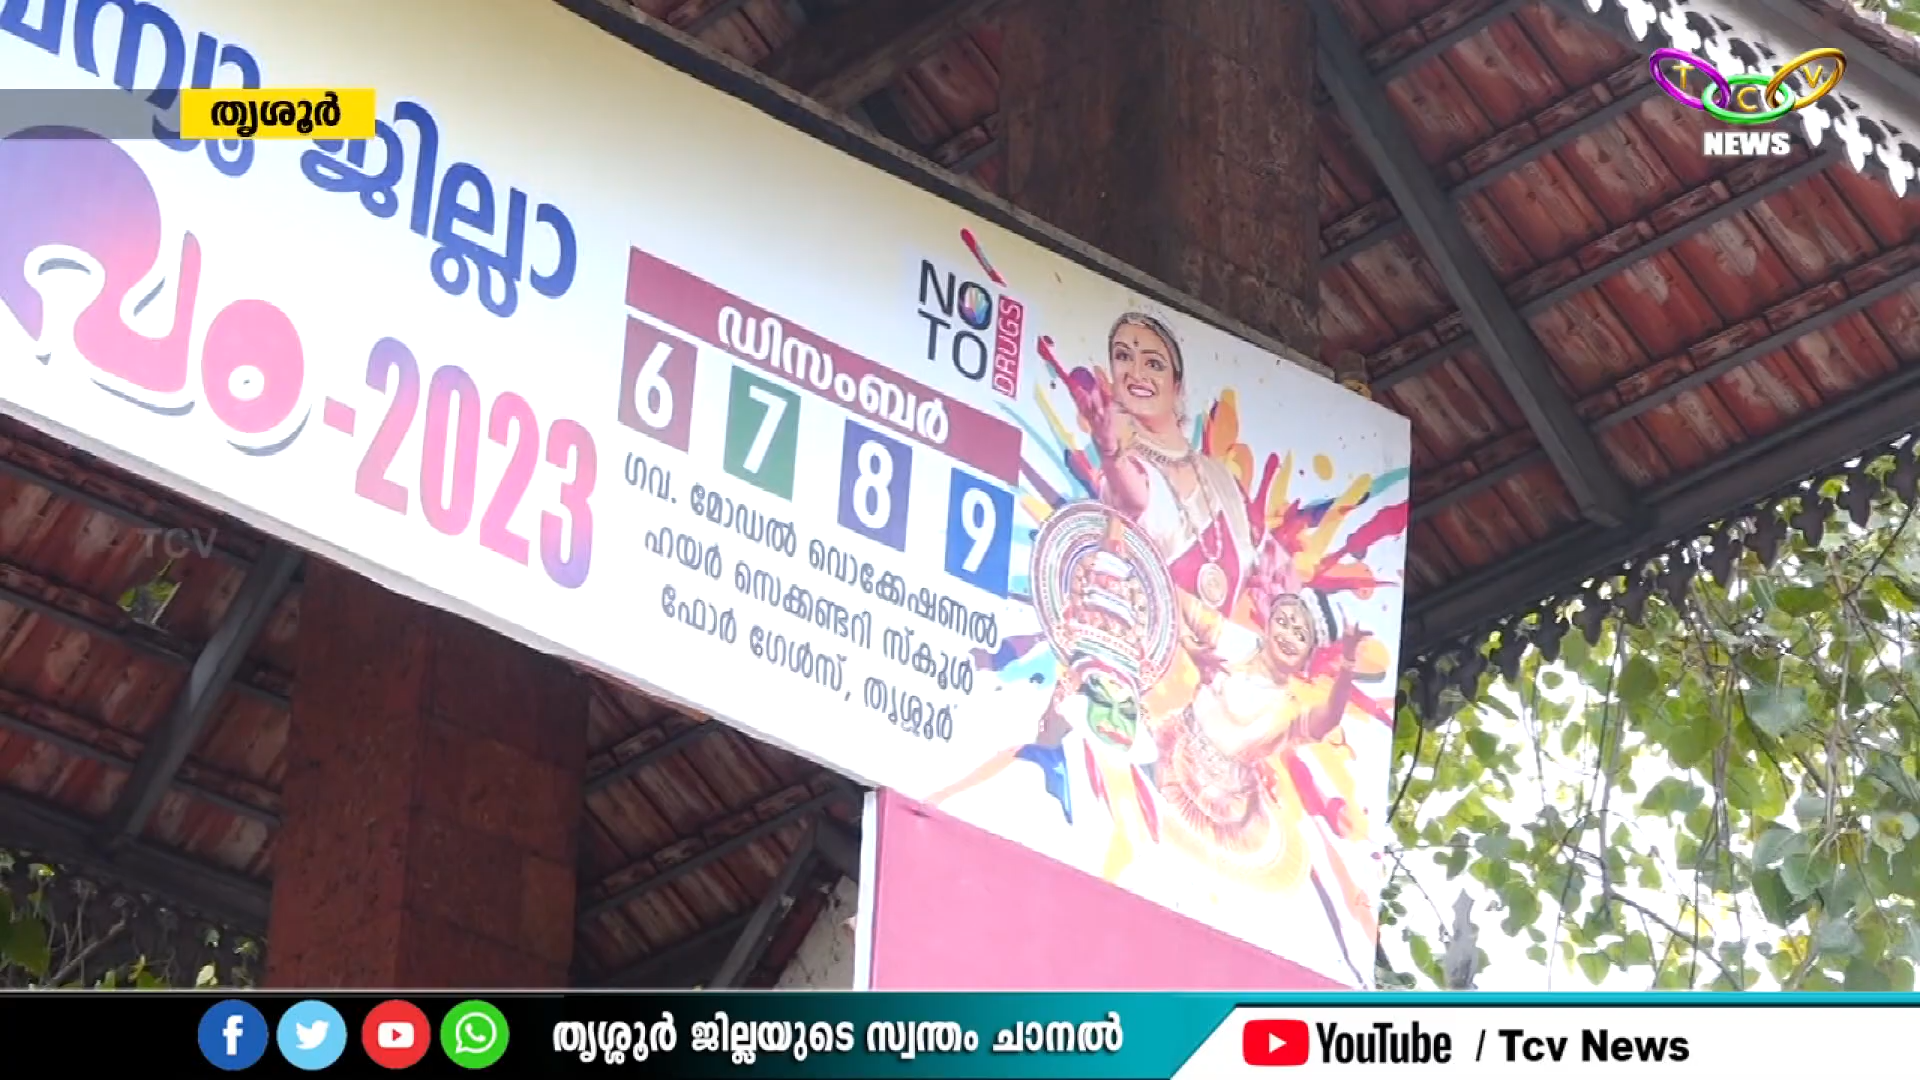 തൃശൂർ
T C V
NEWS
ജില്ലാ
-2023
ഡിസംബർ
6 7 8 9
ഗവ. മോഡൽ വൊക്കേഷണൽ
ഹയർ സെക്കണ്ടറി സ്കൂൾ
ഫോർ ഗേൾസ്, തൃശ്ശൂർ
NO
TO
DRUGS
TCV
തൃശ്ശൂർ ജില്ലയുടെ സ്വന്തം ചാനൽ
YouTube / Tcv News